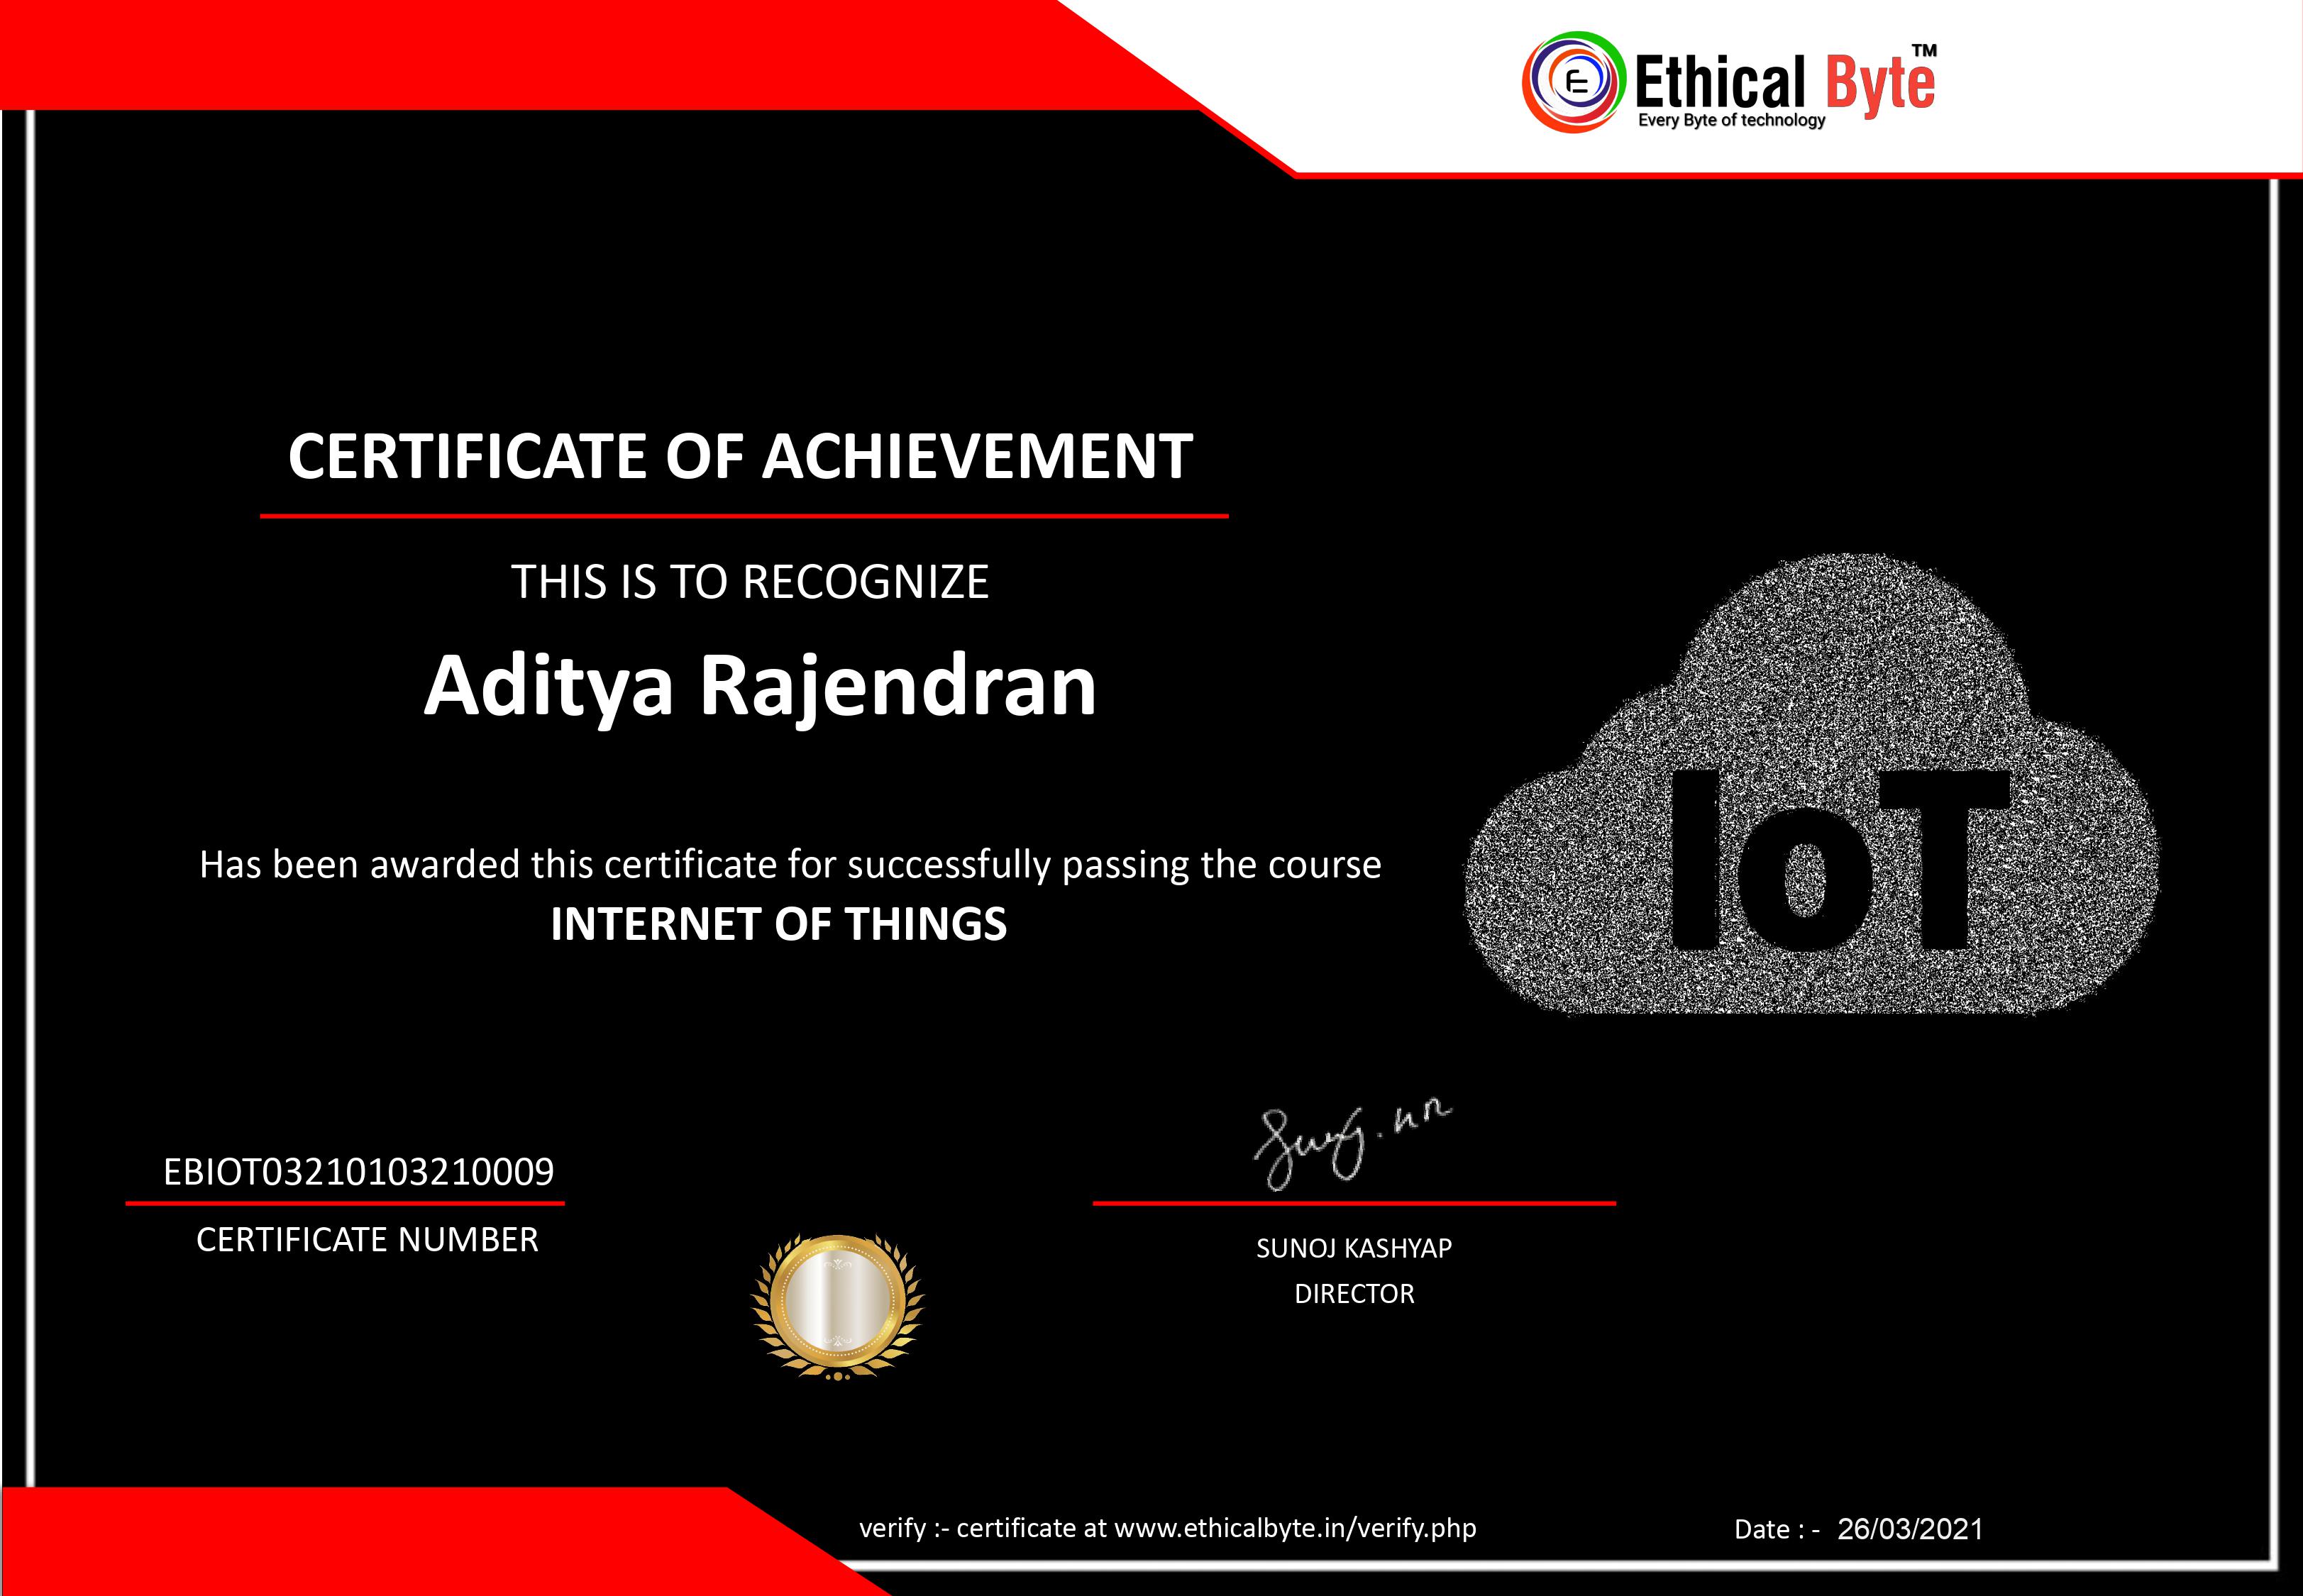 Ethical Byte™
Every Byte of technology
CERTIFICATE OF ACHIEVEMENT
THIS IS TO RECOGNIZE
Aditya Rajendran
Has been awarded this certificate for successfully passing the course
INTERNET OF THINGS
IoT
EBIOT03210103210009
CERTIFICATE NUMBER
SUNOJ KASHYAP
DIRECTOR
verify :- certificate at www.ethicalbyte.in/verify.php
Date : - 26/03/2021